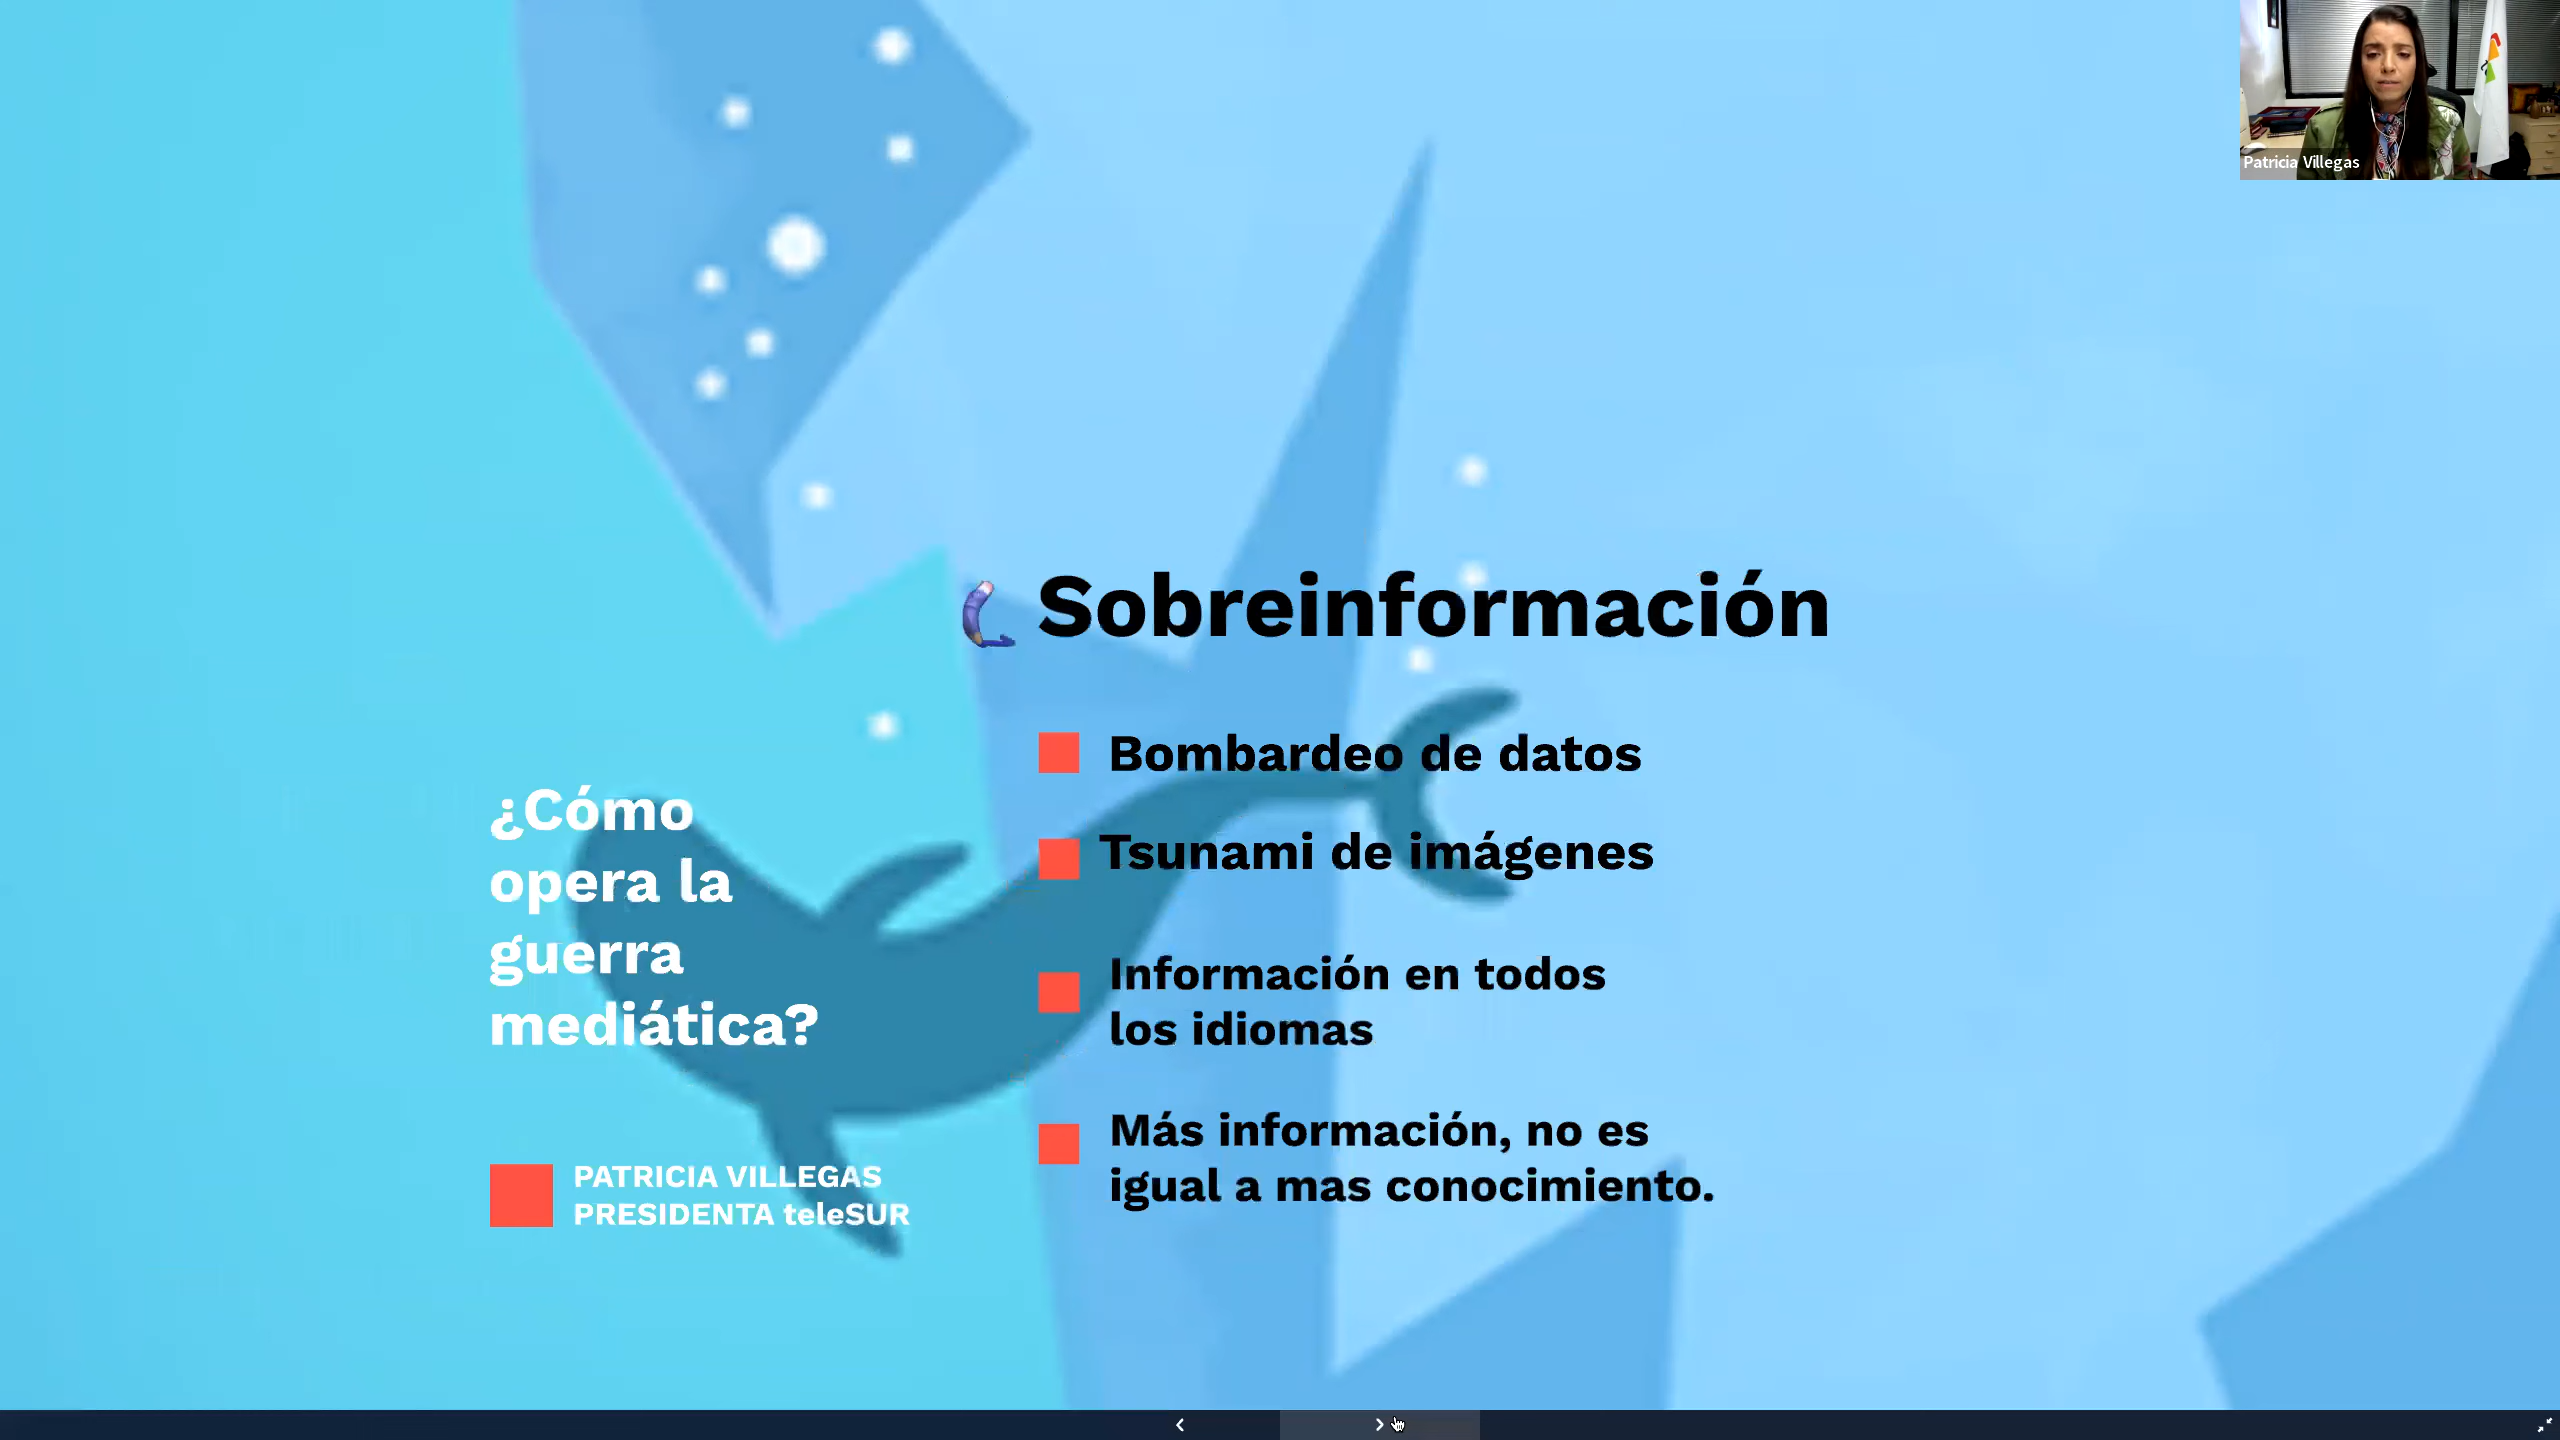 Patricia Villegas
Sobreinformación
Bombardeo de datos
Tsunami de imágenes
Información en todos
los idiomas
Más información, no es
igual a mas conocimiento.
¿Cómo
opera la
guerra
mediática?
PATRICIA VILLEGAS
PRESIDENTA teleSUR